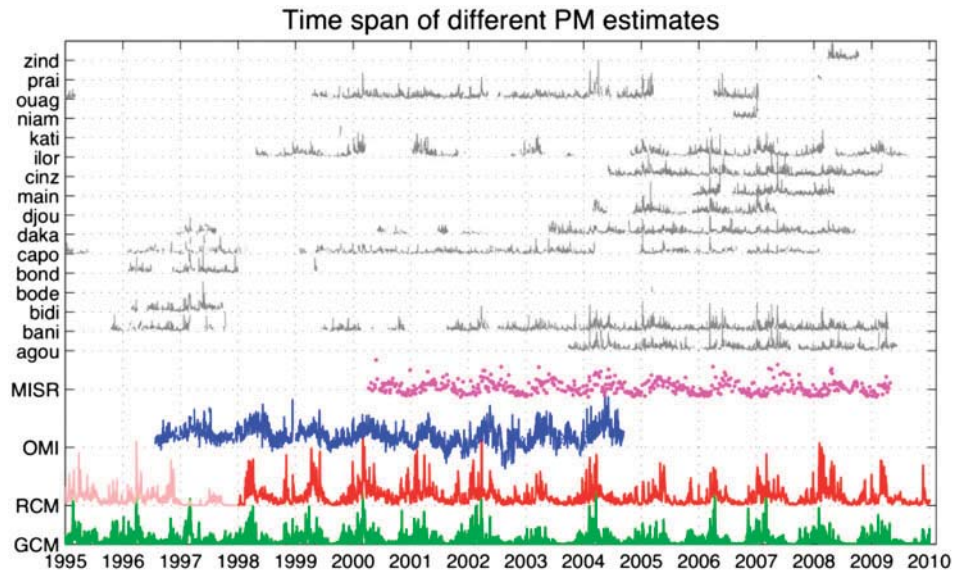 Time span of different PM estimates
zind
prai
ouag
niam
kati
ilor
cinz
main
djou
daka
capo
bond
bode
bidi
bani
agou
MISR
OMI
RCM
GCM
1995 1996 1997 1998 1999 2000 2001 2002 2003 2004 2005 2006 2007 2008 2009 2010